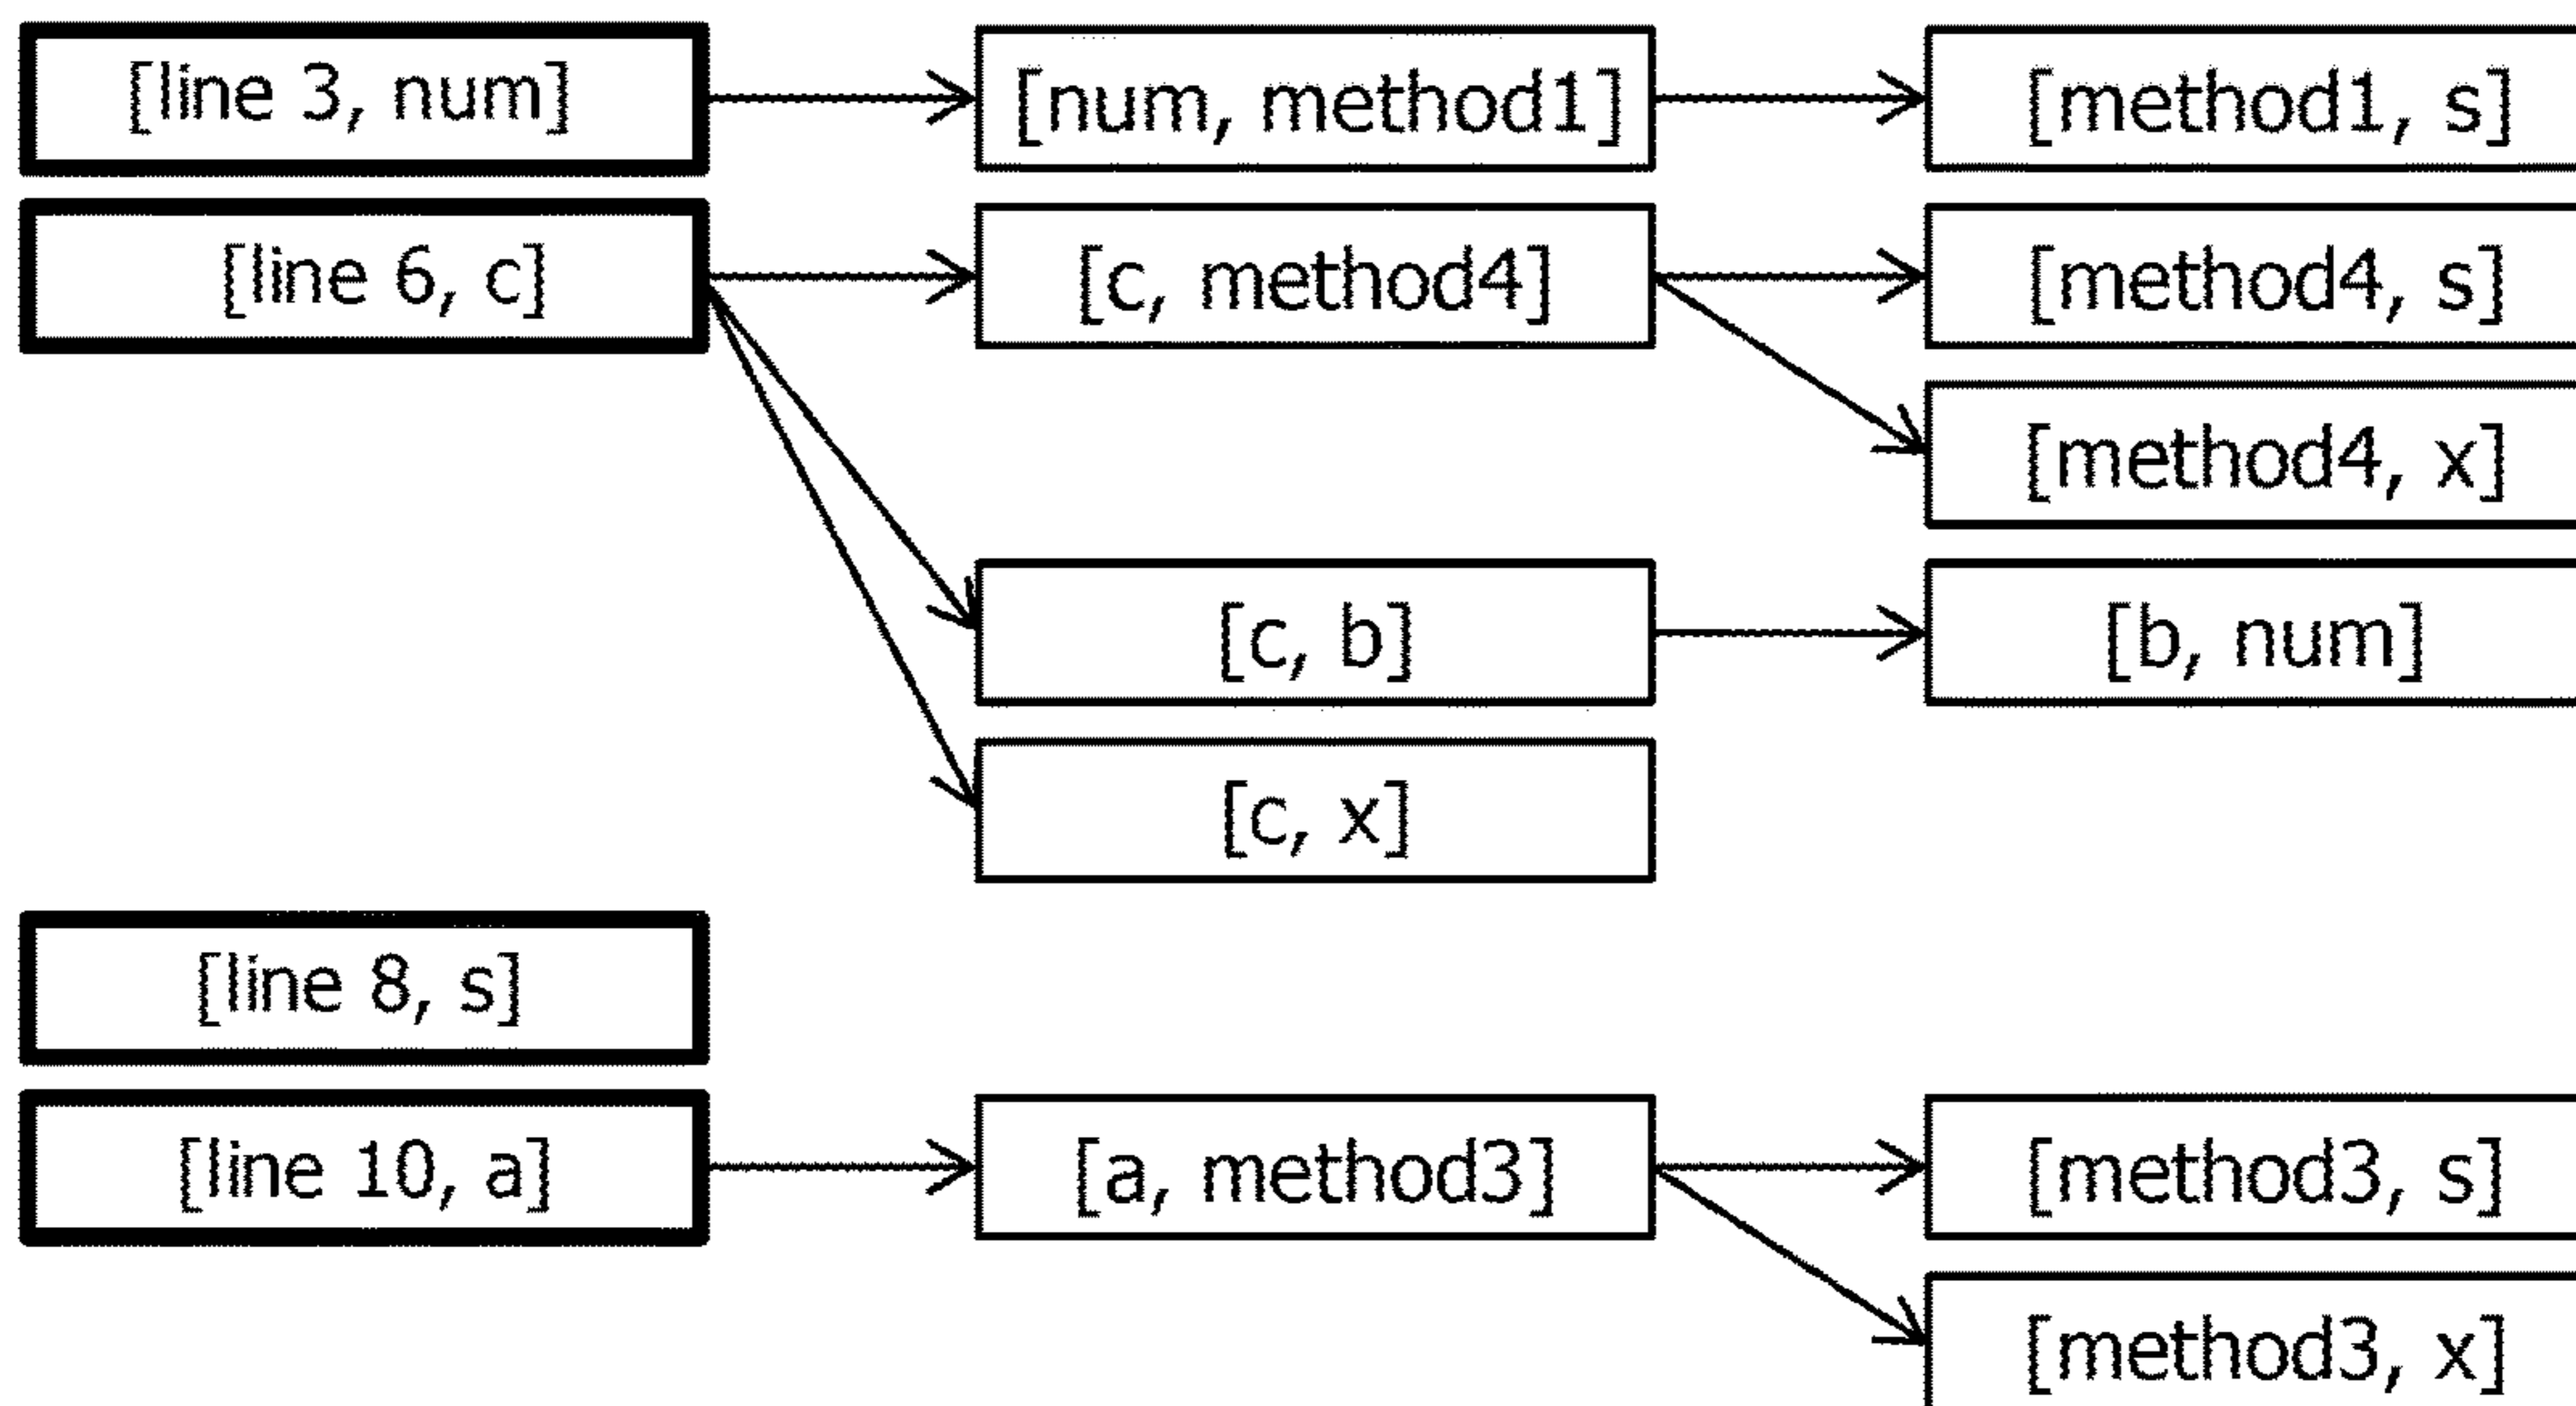 [line 3, num]
[num, method1]
[method1, s]
[line 6, c]
[c, method4]
[method4, s]
[method4, x]
[c, b]
[b, num]
[c, x]
[line 8, s]
[line 10, a]
[a, method3]
[method3, s]
[method3, x]